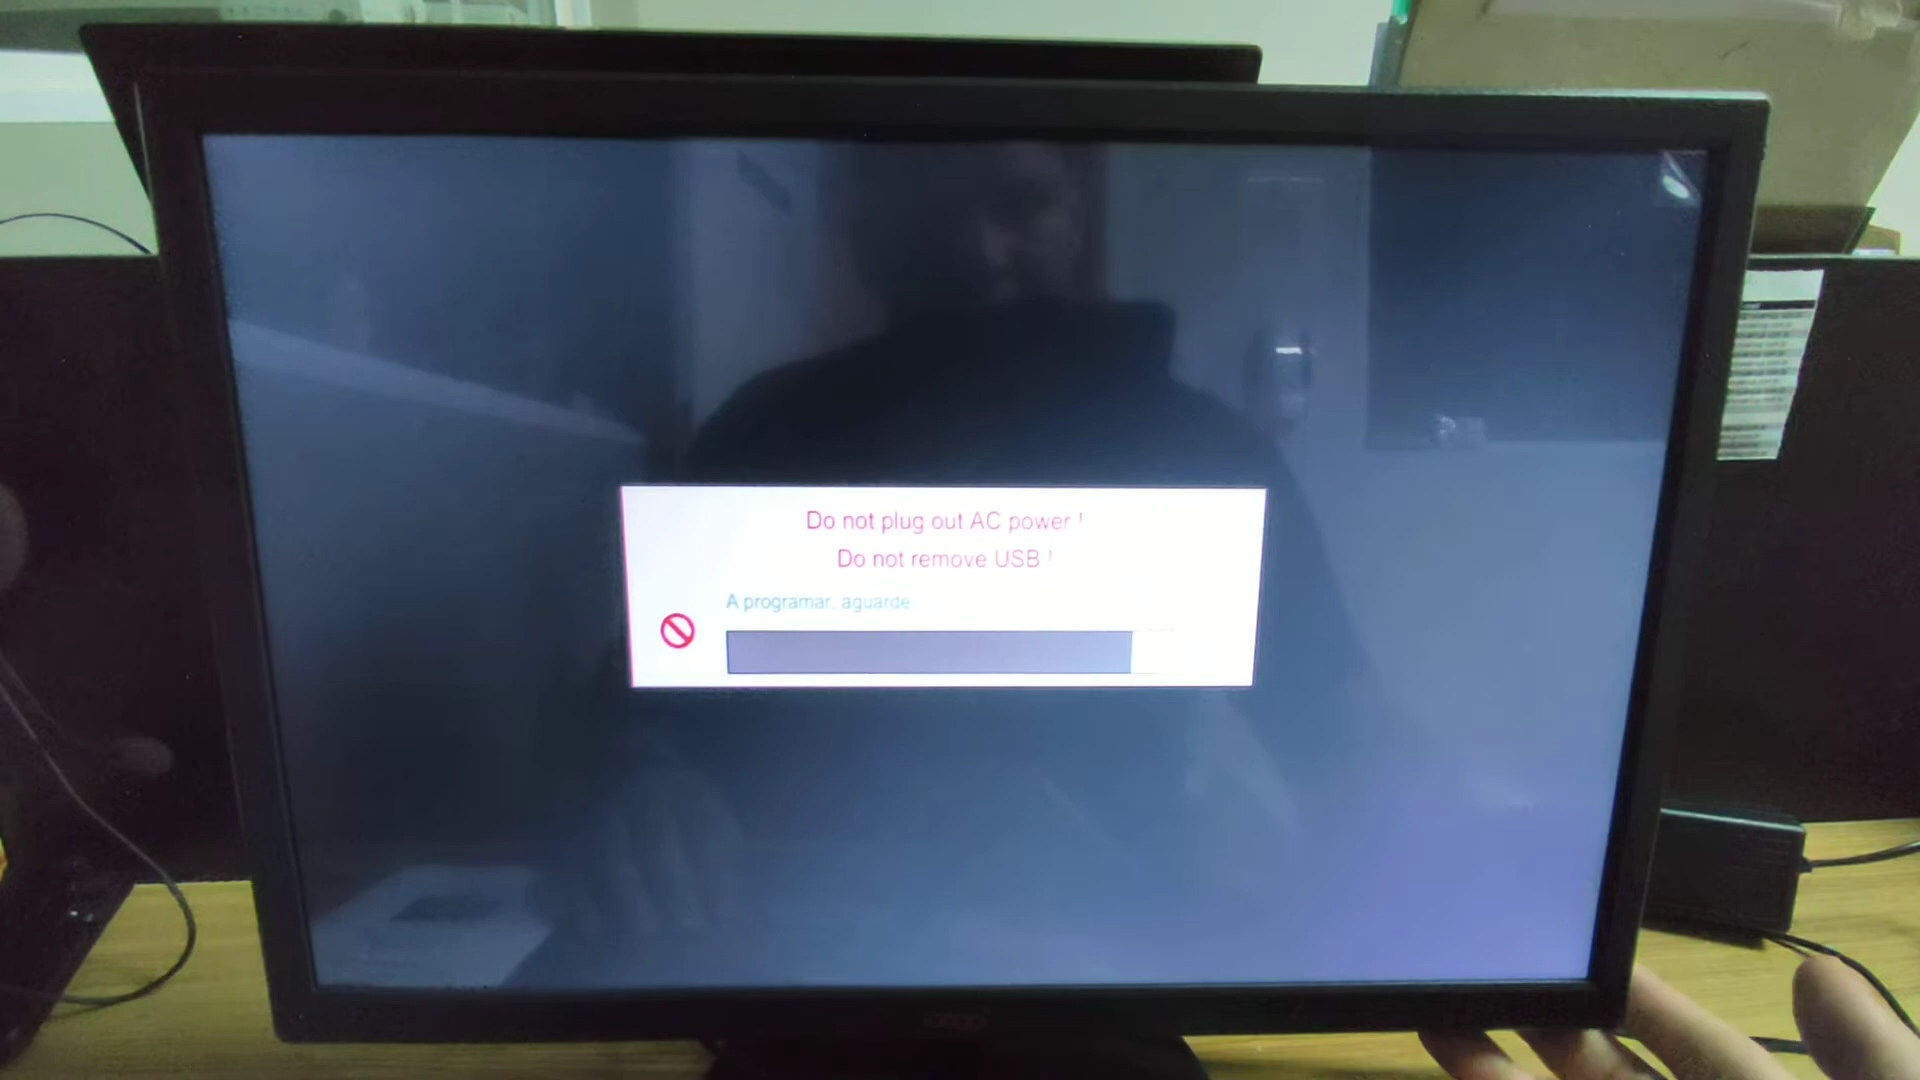 Do not plug out AC power !
Do not remove USB !
A programar, aguarde